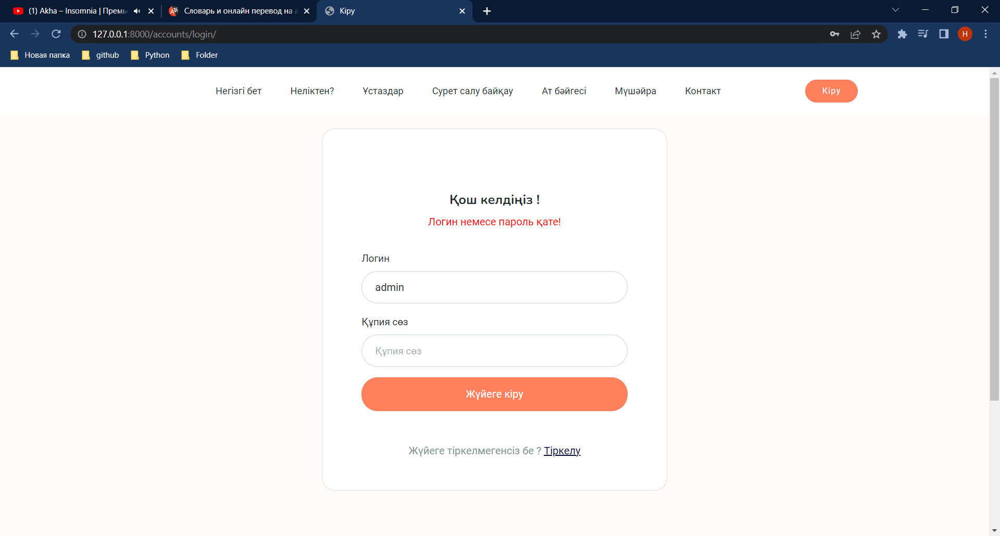 (1) Akha – Insomnia | Премь
Словарь и онлайн перевод на а
Кіру
127.0.0.1:8000/accounts/login/
H
Новая папка
github
Python
Folder
Негізгі бет
Неліктен?
Ұстаздар
Сурет салу байқау
Ат бәйгесі
Мүшәйра
Контакт
Кіру
Қош келдіңіз !
Логин немесе пароль қате!
Логин
admin
Құпия сөз
Құпия сөз
Жүйеге кіру
Жүйеге тіркелмегенсіз бе ? Тіркелу